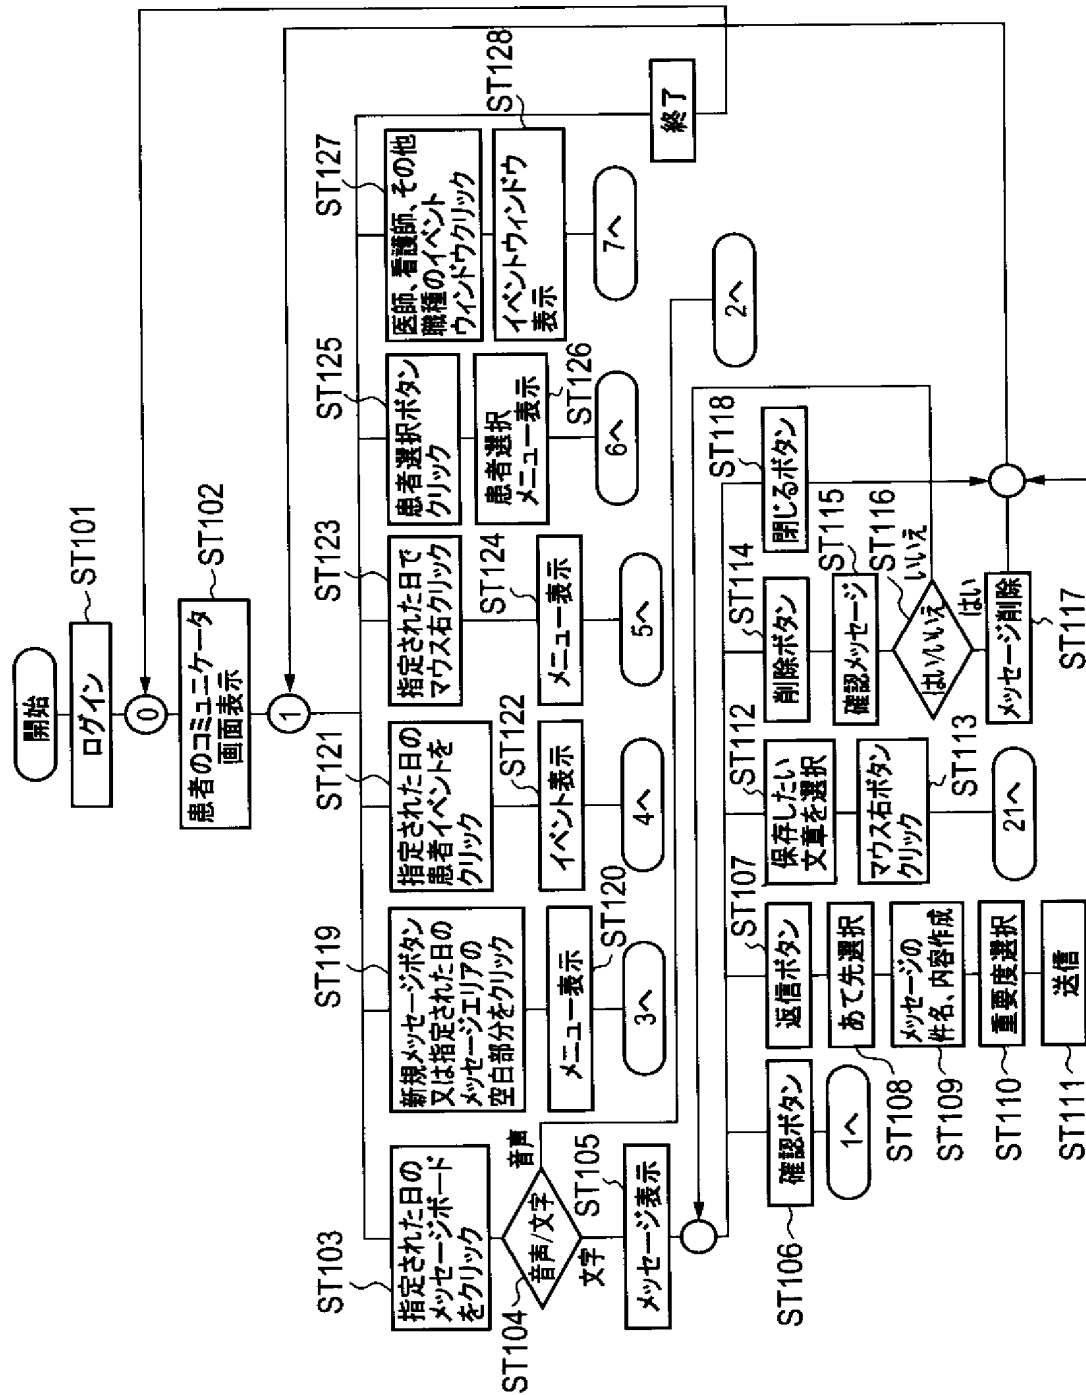 開始
ログイン
ST101
0
患者のコミュニケータ
画面表示
ST102
1
ST103
指定された日の
メッセージボード
をクリック
ST104
音声/文字
音声
文字
ST105
メッセージ表示
ST119
新規メッセージボタン
又は指定された日の
メッセージエリアの
空白部分をクリック
ST120
メニュー表示
3へ
ST121
指定された日の
患者イベントを
クリック
ST122
イベント表示
4へ
ST123
指定された日で
マウス右クリック
ST124
メニュー表示
5へ
ST125
患者選択ボタン
クリック
患者選択
メニュー表示
ST126
6へ
ST127
医師、看護師、その他
職種のイベント
ウィンドウクリック
ST128
イベントウィンドウ
表示
7へ
終了
2へ
ST106
確認ボタン
1へ
ST107
返信ボタン
あて先選択
ST108
メッセージの
件名、内容作成
ST109
重要度選択
ST110
送信
ST111
ST112
保存したい
文章を選択
ST113
マウス右ボタン
クリック
21へ
ST114
削除ボタン
ST115
確認メッセージ
ST116
はい/いいえ
いいえ
はい
メッセージ削除
ST117
ST118
閉じるボタン